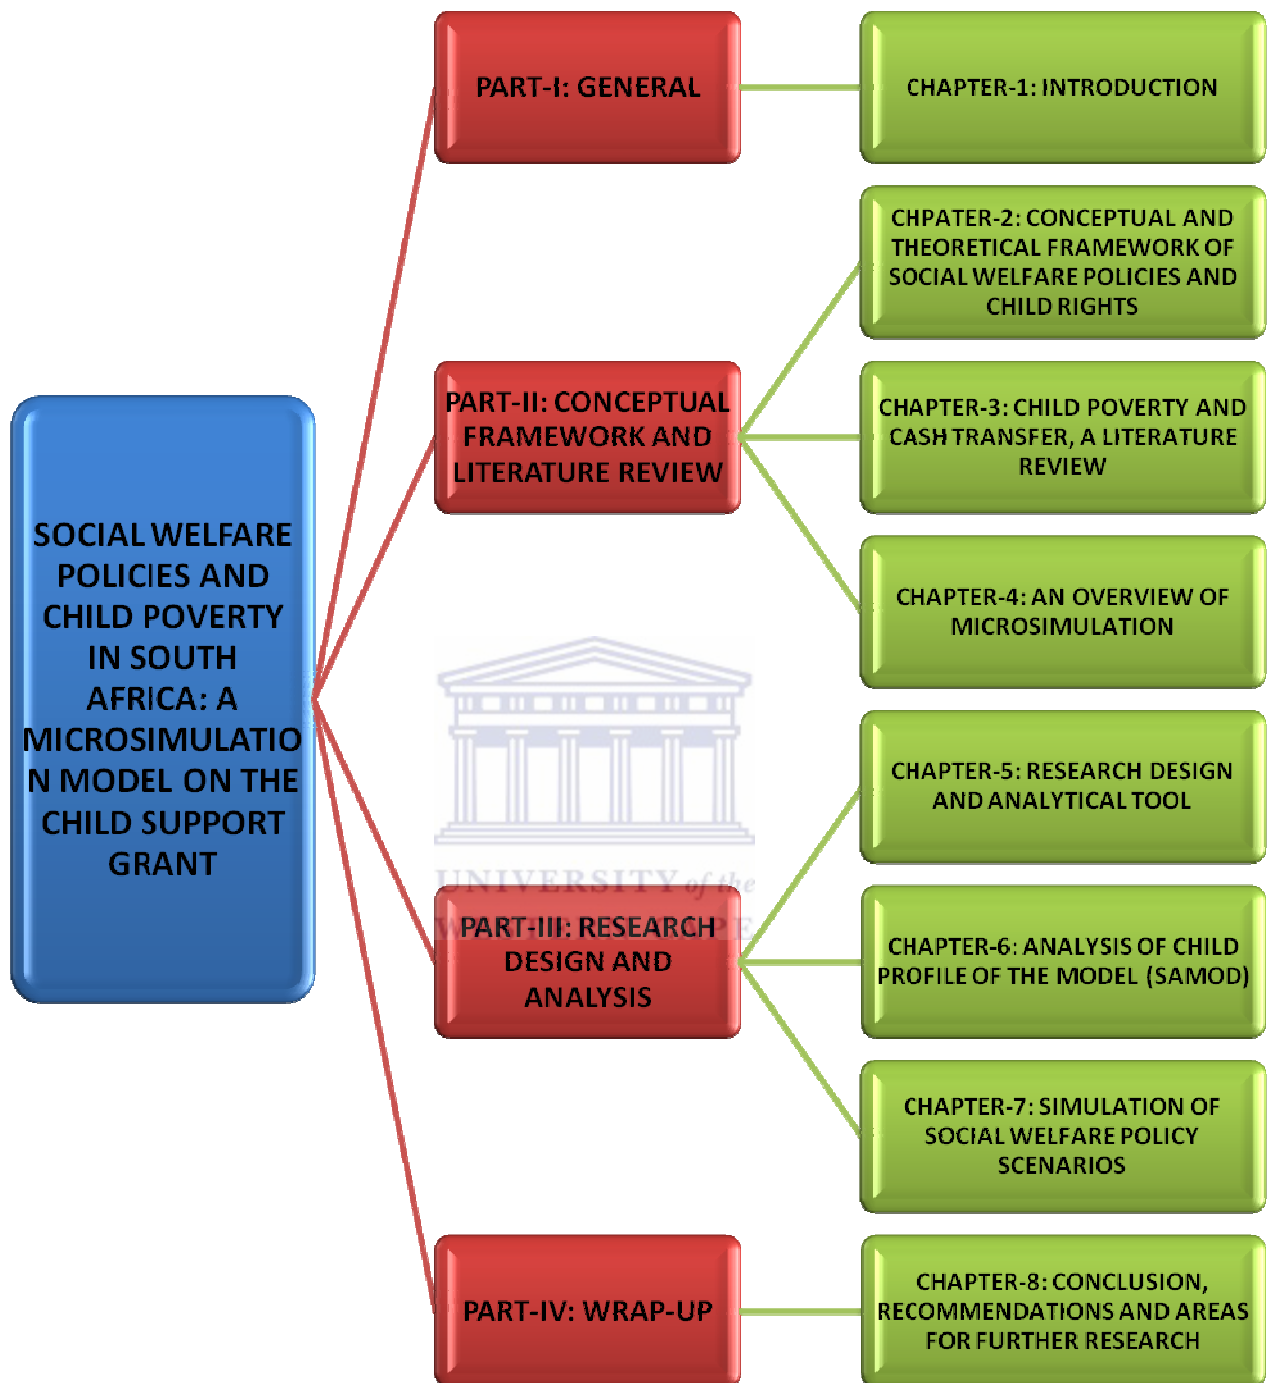 PART-I: GENERAL
CHAPTER-1: INTRODUCTION
CHPATER-2: CONCEPTUAL AND
THEORETICAL FRAMEWORK OF
SOCIAL WELFARE POLICIES AND
CHILD RIGHTS
PART-II: CONCEPTUAL
FRAMEWORK AND
LITERATURE REVIEW
CHAPTER-3: CHILD POVERTY AND
CASH TRANSFER, A LITERATURE
REVIEW
SOCIAL WELFARE
POLICIES AND
CHILD POVERTY
IN SOUTH
AFRICA: A
MICROSIMULATIO
N MODEL ON THE
CHILD SUPPORT
GRANT
CHAPTER-4: AN OVERVIEW OF
MICROSIMULATION
CHAPTER-5: RESEARCH DESIGN
AND ANALYTICAL TOOL
UNIVERSITY of the
WESTERN CAPE
PART-III: RESEARCH
DESIGN AND
ANALYSIS
CHAPTER-6: ANALYSIS OF CHILD
PROFILE OF THE MODEL (SAMOD)
CHAPTER-7: SIMULATION OF
SOCIAL WELFARE POLICY
SCENARIOS
PART-IV: WRAP-UP
CHAPTER-8: CONCLUSION,
RECOMMENDATIONS AND AREAS
FOR FURTHER RESEARCH